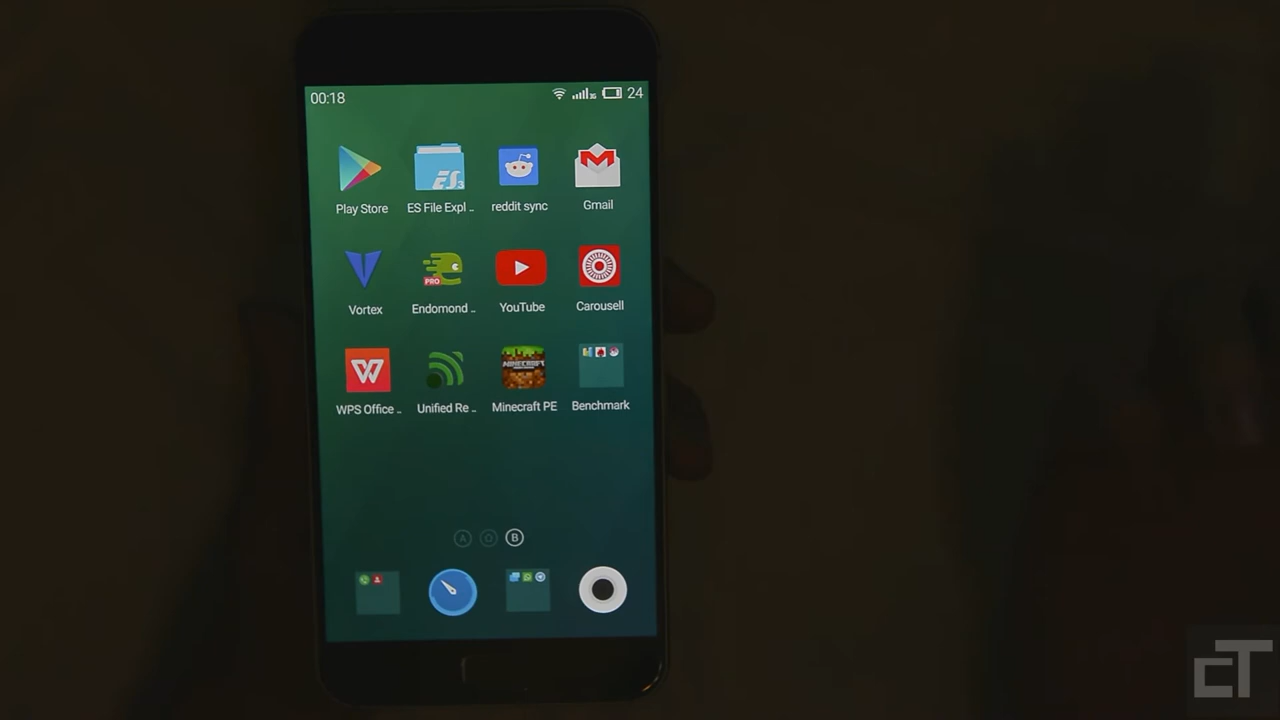 00:18
24
Play Store
ES File Expl ..
reddit sync
Gmail
Vortex
Endomond ..
YouTube
Carousell
WPS Office ..
Unified Re ..
Minecraft PE
Benchmark
A O B
cT